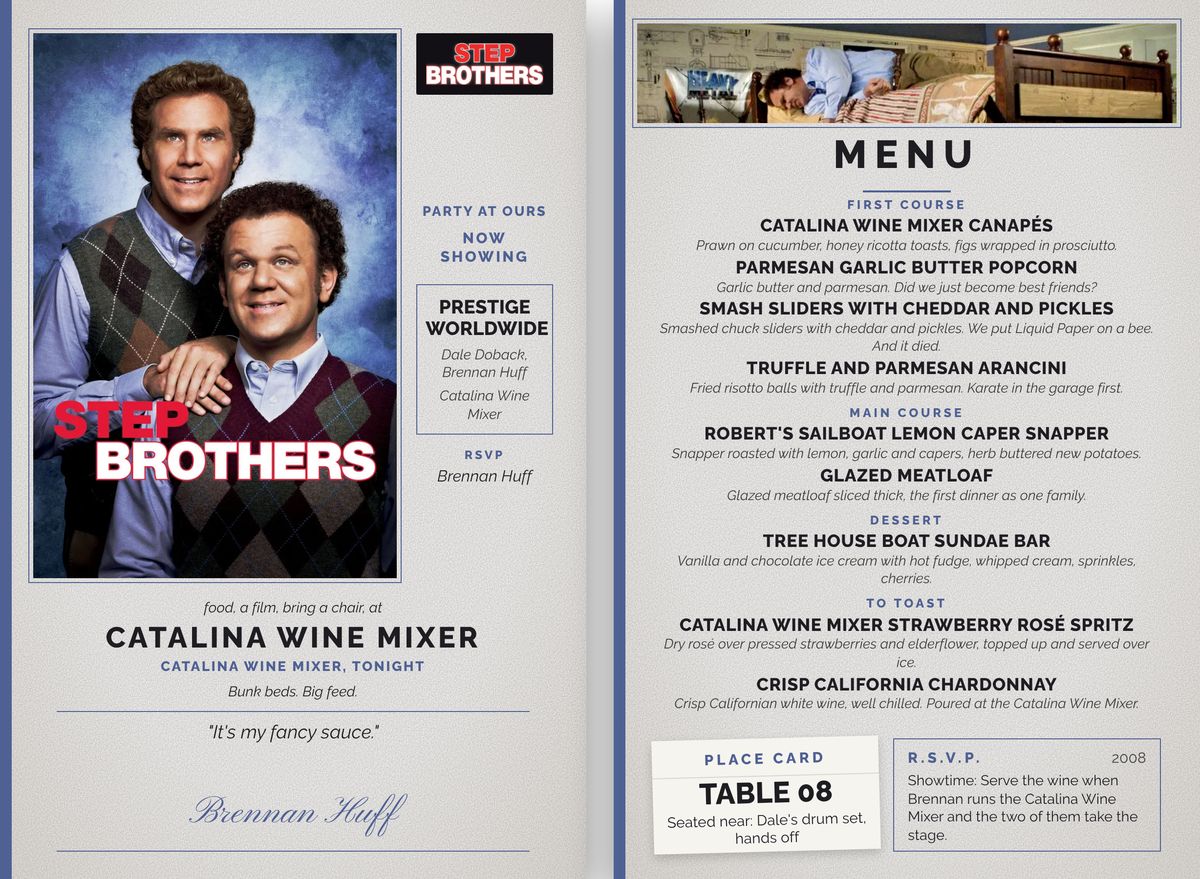 STEP
BROTHERS
PARTY AT OURS
NOW
SHOWING
PRESTIGE
WORLDWIDE
Dale Doback,
Brennan Huff
Catalina Wine
Mixer
RSVP
Brennan Huff
STEP
BROTHERS
food, a film, bring a chair, at
CATALINA WINE MIXER
CATALINA WINE MIXER, TONIGHT
Bunk beds. Big feed.
"It's my fancy sauce."
Brennan Huff
HEAVY
METAL
MENU
FIRST COURSE
CATALINA WINE MIXER CANAPÉS
Prawn on cucumber, honey ricotta toasts, figs wrapped in prosciutto.
PARMESAN GARLIC BUTTER POPCORN
Garlic butter and parmesan. Did we just become best friends?
SMASH SLIDERS WITH CHEDDAR AND PICKLES
Smashed chuck sliders with cheddar and pickles. We put Liquid Paper on a bee.
And it died.
TRUFFLE AND PARMESAN ARANCINI
Fried risotto balls with truffle and parmesan. Karate in the garage first.
MAIN COURSE
ROBERT'S SAILBOAT LEMON CAPER SNAPPER
Snapper roasted with lemon, garlic and capers, herb buttered new potatoes.
GLAZED MEATLOAF
Glazed meatloaf sliced thick, the first dinner as one family.
DESSERT
TREE HOUSE BOAT SUNDAE BAR
Vanilla and chocolate ice cream with hot fudge, whipped cream, sprinkles,
cherries.
TO TOAST
CATALINA WINE MIXER STRAWBERRY ROSÉ SPRITZ
Dry rosé over pressed strawberries and elderflower, topped up and served over
ice.
CRISP CALIFORNIA CHARDONNAY
Crisp Californian white wine, well chilled. Poured at the Catalina Wine Mixer.
PLACE CARD
TABLE 08
Seated near: Dale's drum set,
hands off
R.S.V.P. 2008
Showtime: Serve the wine when
Brennan runs the Catalina Wine
Mixer and the two of them take the
stage.